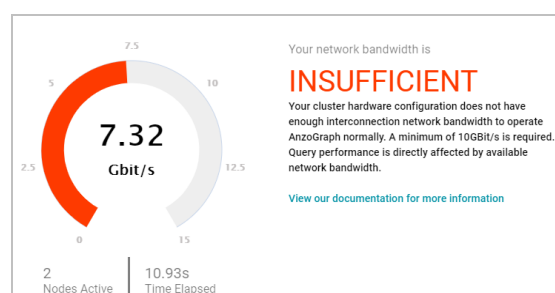 7.5
5
10
7.32
Gbit/s
2.5
12.5
0
15
2
Nodes Active
10.93s
Time Elapsed
Your network bandwidth is
INSUFFICIENT
Your cluster hardware configuration does not have
enough interconnection network bandwidth to operate
AnzoGraph normally. A minimum of 10GBit/s is required.
Query performance is directly affected by available
network bandwidth.
View our documentation for more information